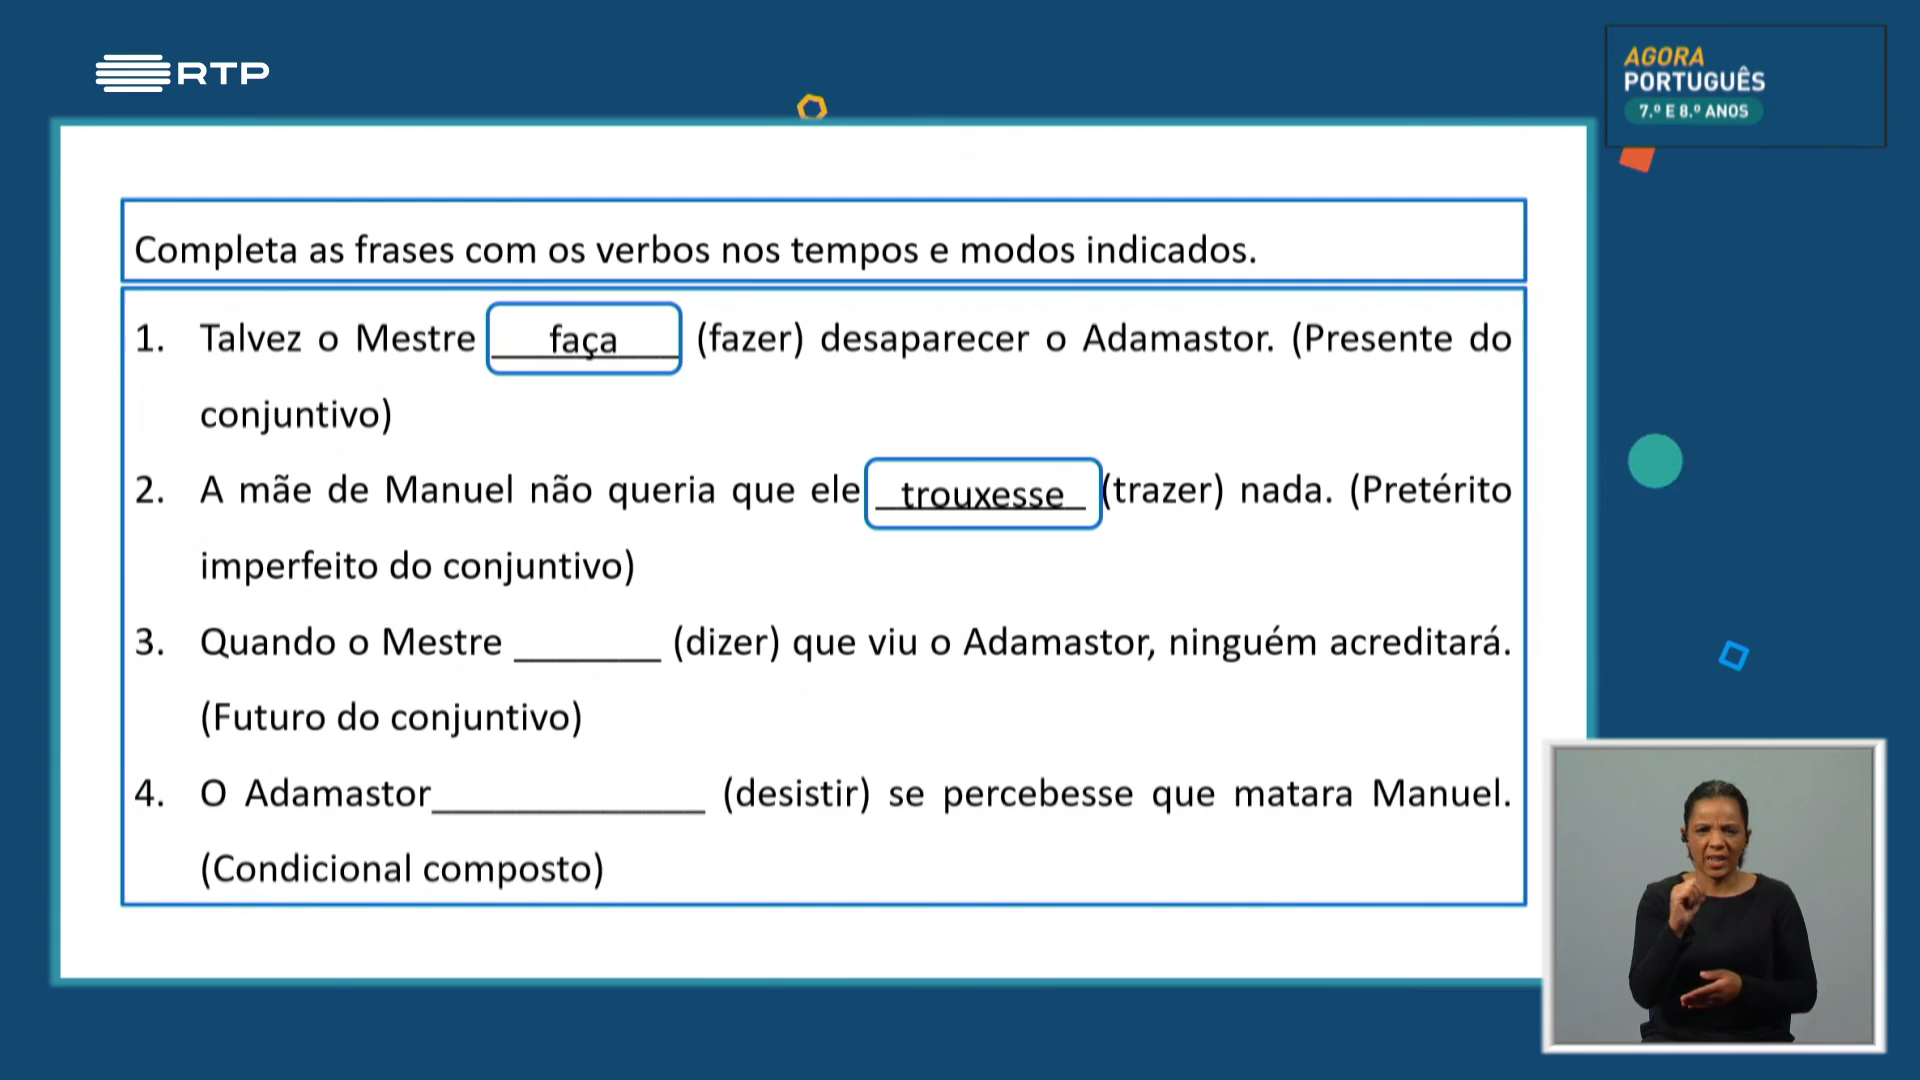 RTP
AGORA
PORTUGUÊS
7.º E 8.º ANOS
Completa as frases com os verbos nos tempos e modos indicados.
1. Talvez o Mestre faça (fazer) desaparecer o Adamastor. (Presente do
conjuntivo)
2. A mãe de Manuel não queria que ele trouxesse (trazer) nada. (Pretérito
imperfeito do conjuntivo)
3. Quando o Mestre _______ (dizer) que viu o Adamastor, ninguém acreditará.
(Futuro do conjuntivo)
4. O Adamastor_____________ (desistir) se percebesse que matara Manuel.
(Condicional composto)